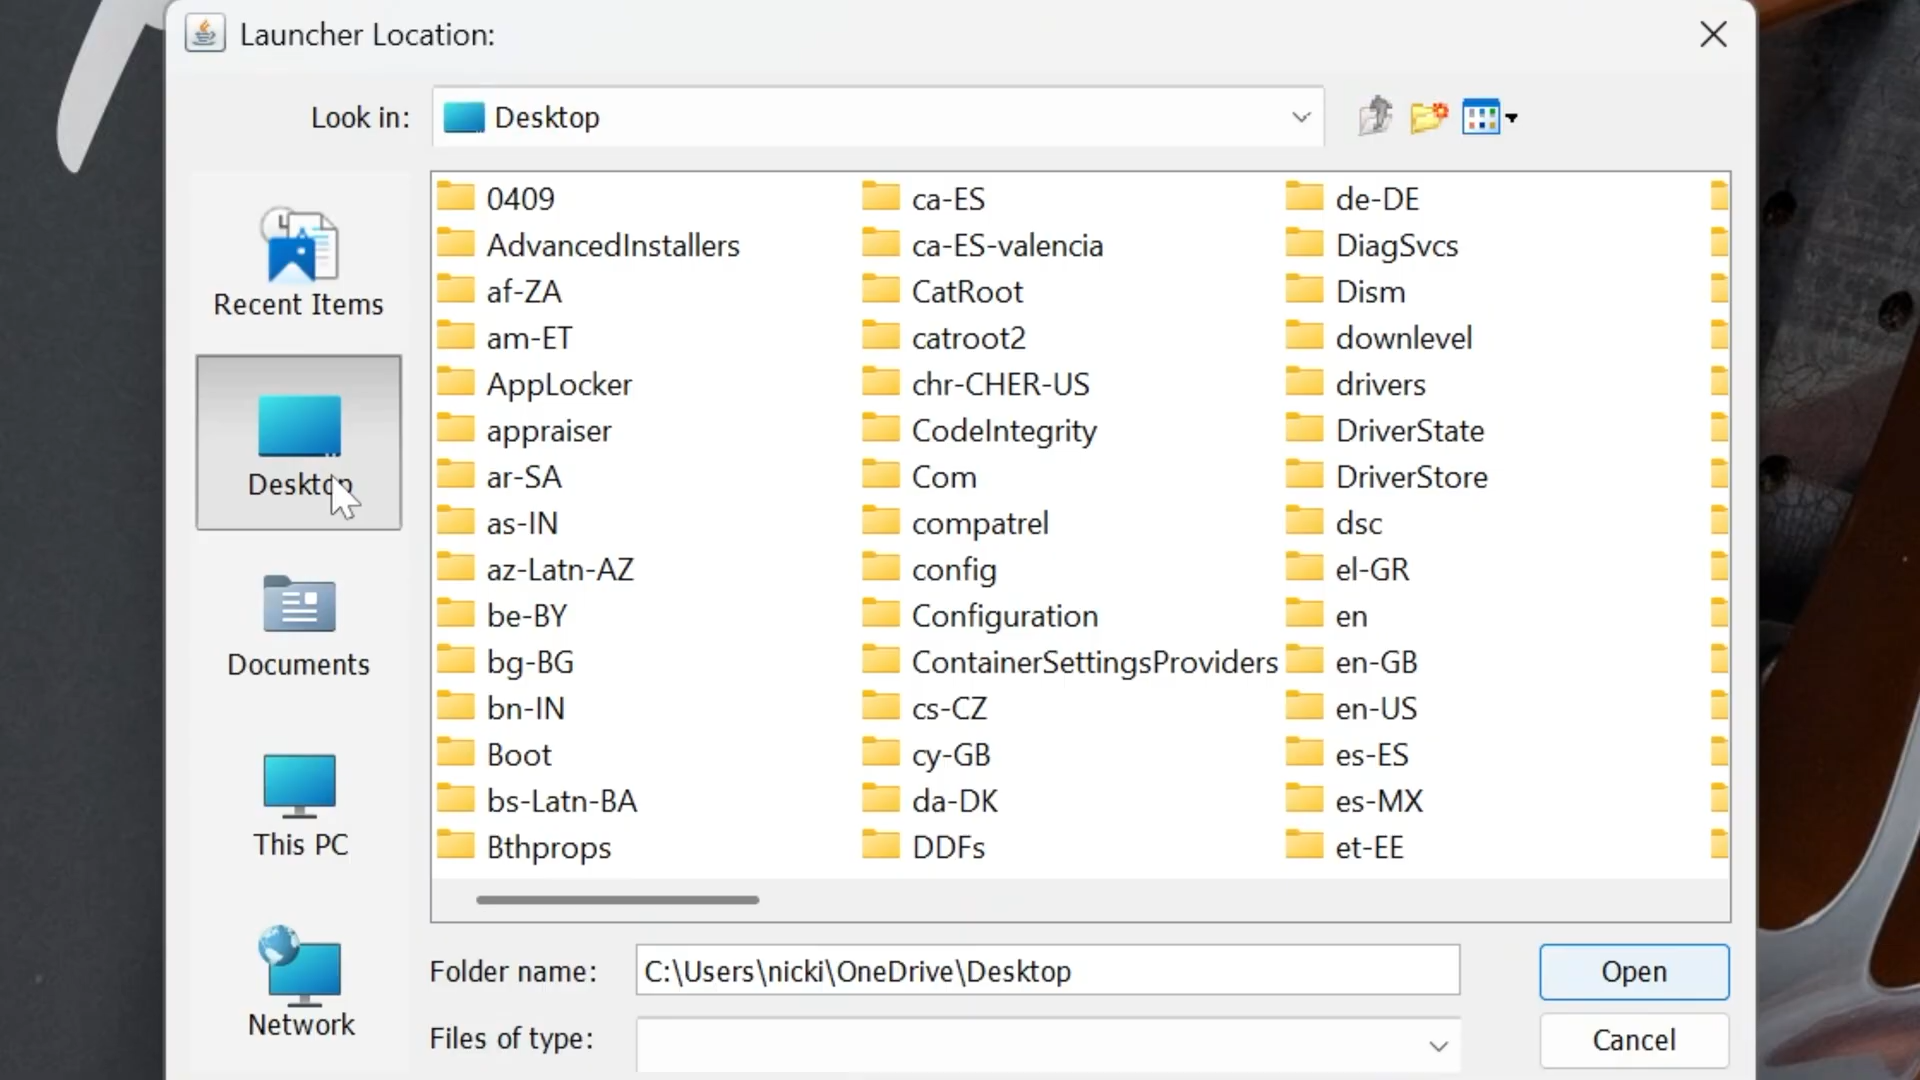 Launcher Location:
Look in:
Desktop
Recent Items
Desktop
Documents
This PC
Network
0409
AdvancedInstallers
af-ZA
am-ET
AppLocker
appraiser
ar-SA
as-IN
az-Latn-AZ
be-BY
bg-BG
bn-IN
Boot
bs-Latn-BA
Bthprops
ca-ES
ca-ES-valencia
CatRoot
catroot2
chr-CHER-US
CodeIntegrity
Com
compatrel
config
Configuration
ContainerSettingsProviders
cs-CZ
cy-GB
da-DK
DDFs
de-DE
DiagSvcs
Dism
downlevel
drivers
DriverState
DriverStore
dsc
el-GR
en
en-GB
en-US
es-ES
es-MX
et-EE
Folder name:
C:\Users\nicki\OneDrive\Desktop
Open
Files of type:
Cancel